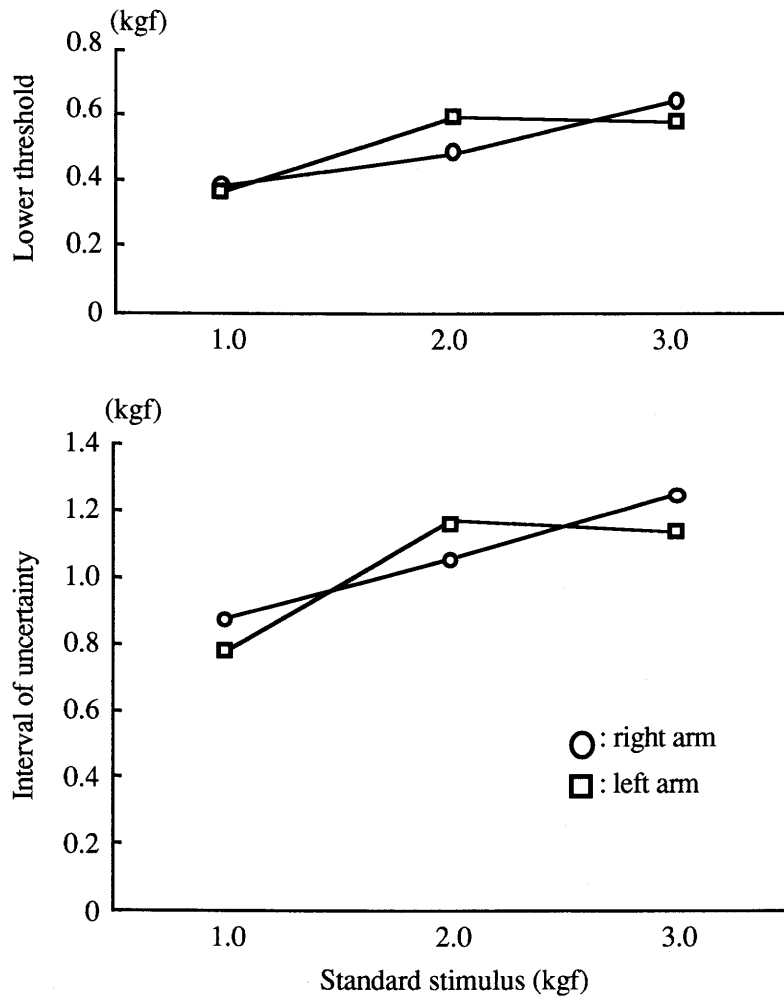 (kgf)
0.8
0.6
0.4
0.2
0
Lower threshold
1.0 2.0 3.0
(kgf)
1.4
1.2
1.0
0.8
0.6
0.4
0.2
0
Interval of uncertainty
: right arm
: left arm
1.0 2.0 3.0
Standard stimulus (kgf)